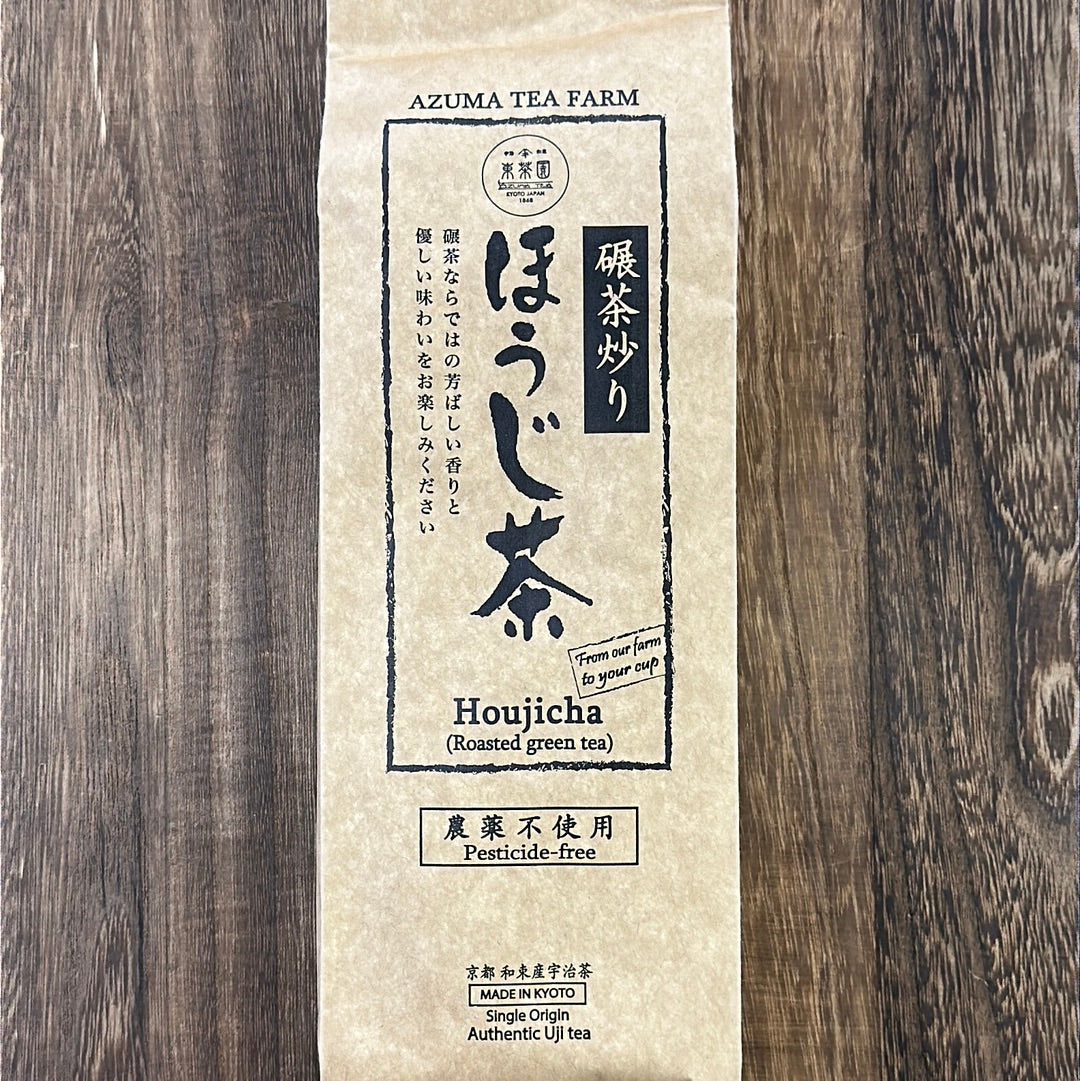 AZUMA TEA FARM
宇治 和束
東茶園
AZUMA TEA
KYOTO JAPAN
1868
碾茶炒り
ほうじ茶
碾茶ならではの芳ばしい香りと
優しい味わいをお楽しみください
From our farm
to your cup
Houjicha
(Roasted green tea)
農薬不使用
Pesticide-free
京都 和束産宇治茶
MADE IN KYOTO
Single Origin
Authentic Uji tea